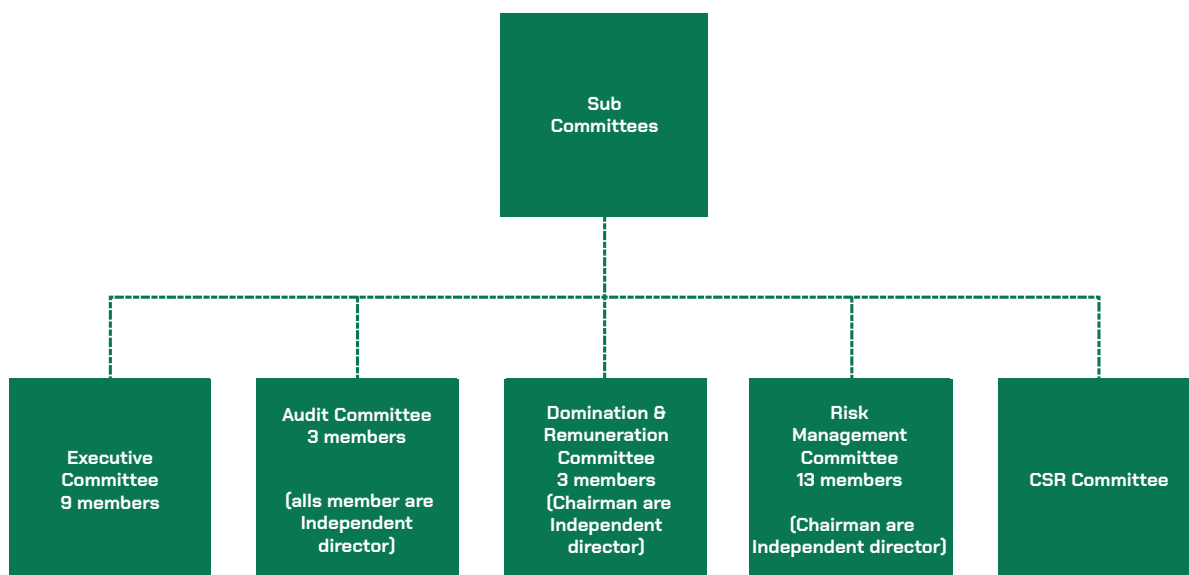 Sub
Committees
Executive
Committee
9 members
Audit Committee
3 members
(alls member are
Independent
director)
Domination &
Remuneration
Committee
3 members
(Chairman are
Independent
director)
Risk
Management
Committee
13 members
(Chairman are
Independent director)
CSR Committee